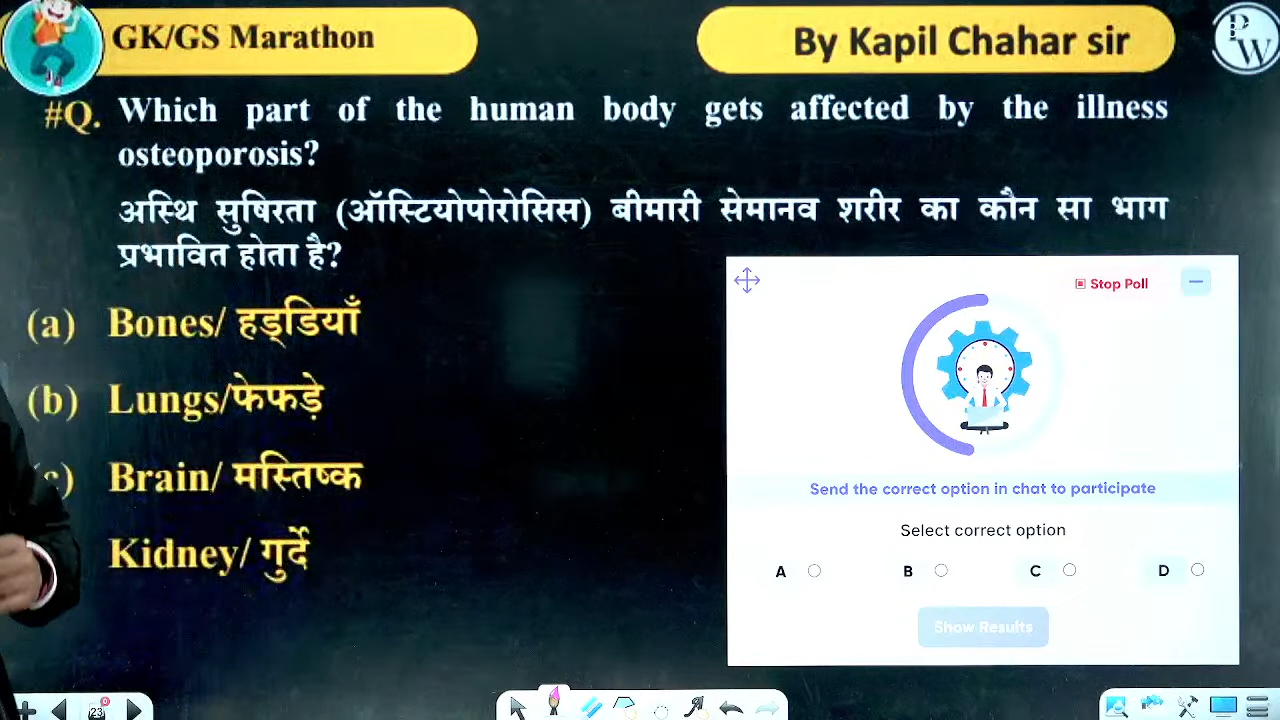 GK/GS Marathon
By Kapil Chahar sir
PW
#Q. Which part of the human body gets affected by the illness
osteoporosis?
अस्थि सुषिरता (ऑस्टियोपोरोसिस) बीमारी सेमानव शरीर का कौन सा भाग
प्रभावित होता है?
(a) Bones/ हड्डियाँ
(b) Lungs/फेफड़े
c) Brain/ मस्तिष्क
Kidney/ गुर्दे
Stop Poll
Send the correct option in chat to participate
Select correct option
A B C D
Show Results
23